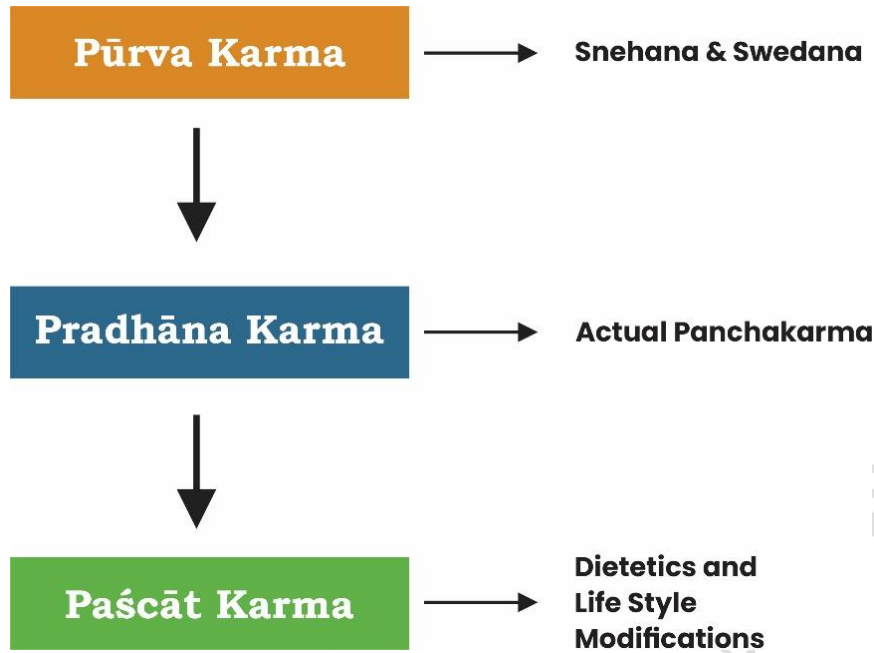 Pūrva Karma
Snehana & Swedana
Pradhāna Karma
Actual Panchakarma
Paścāt Karma
Dietetics and
Life Style
Modifications